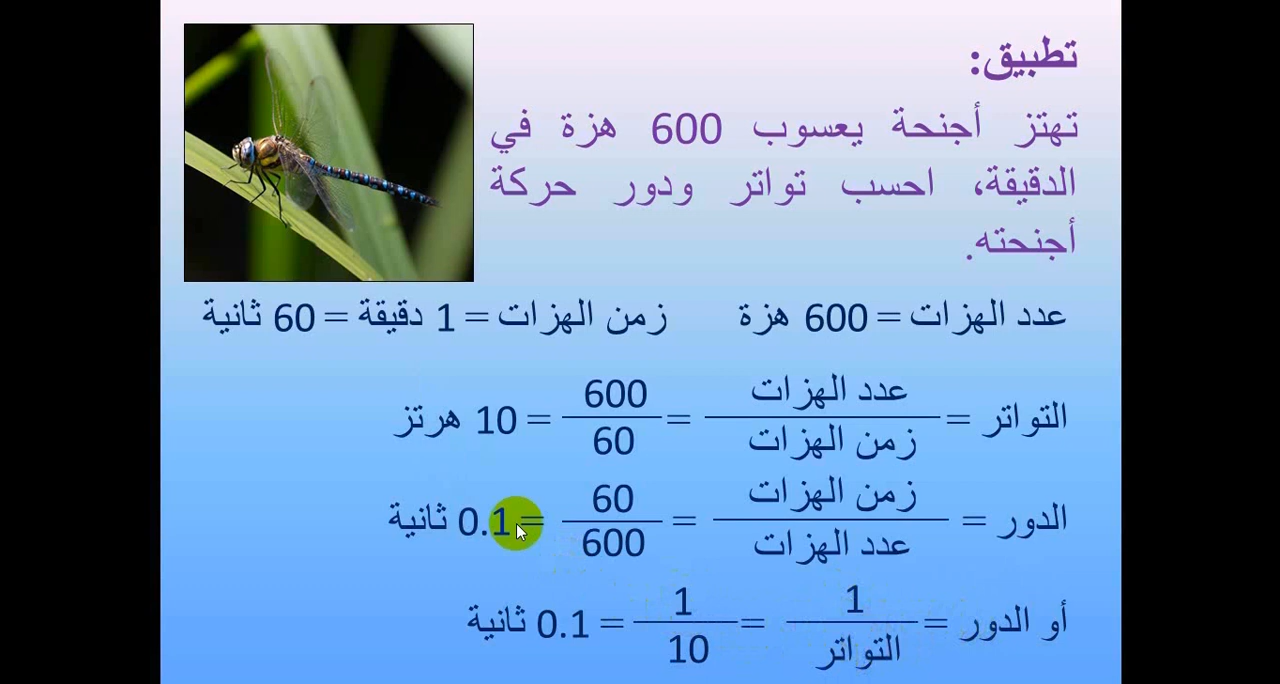 تطبيق:
تهتز أجنحة يعسوب 600 هزة في
الدقيقة، احسب تواتر ودور حركة
أجنحته.
عدد الهزات = 600 هزة زمن الهزات = 1 دقيقة = 60 ثانية
التواتر = عدد الهزات / زمن الهزات = 600 / 60 = 10 هرتز
الدور = زمن الهزات / عدد الهزات = 60 / 600 = 0.1 ثانية
أو الدور = 1 / التواتر = 1 / 10 = 0.1 ثانية